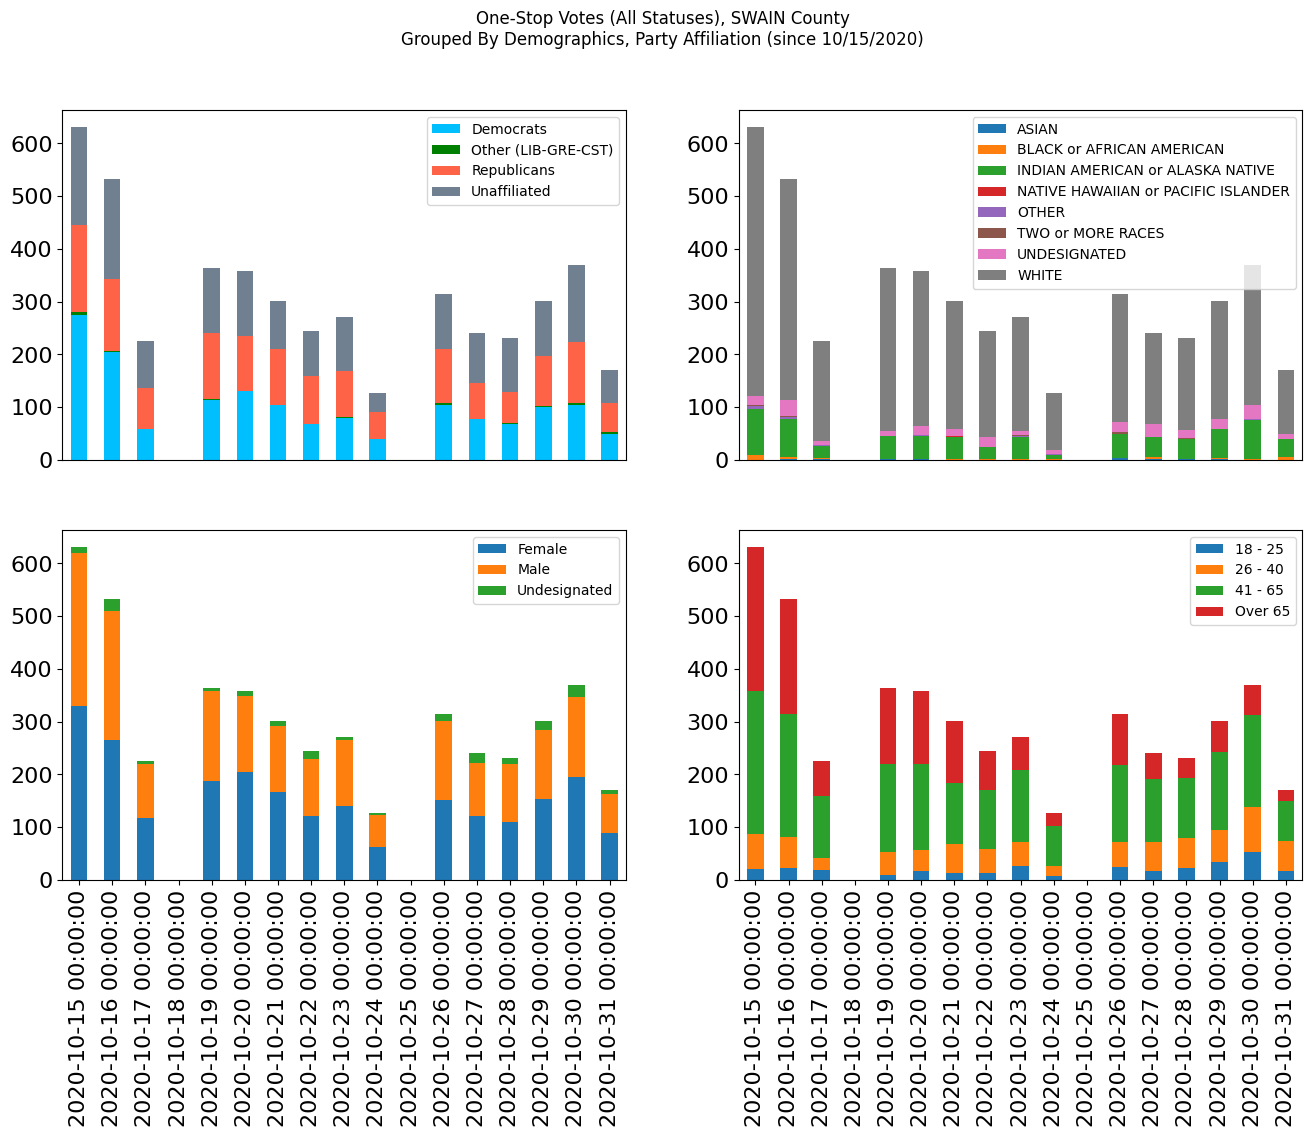 One-Stop Votes (All Statuses), SWAIN County
Grouped By Demographics, Party Affiliation (since 10/15/2020)
600
500
400
300
200
100
0
Democrats
Other (LIB-GRE-CST)
Republicans
Unaffiliated
600
500
400
300
200
100
0
ASIAN
BLACK or AFRICAN AMERICAN
INDIAN AMERICAN or ALASKA NATIVE
NATIVE HAWAIIAN or PACIFIC ISLANDER
OTHER
TWO or MORE RACES
UNDESIGNATED
WHITE
600
500
400
300
200
100
0
Female
Male
Undesignated
2020-10-15 00:00:00
2020-10-16 00:00:00
2020-10-17 00:00:00
2020-10-18 00:00:00
2020-10-19 00:00:00
2020-10-20 00:00:00
2020-10-21 00:00:00
2020-10-22 00:00:00
2020-10-23 00:00:00
2020-10-24 00:00:00
2020-10-25 00:00:00
2020-10-26 00:00:00
2020-10-27 00:00:00
2020-10-28 00:00:00
2020-10-29 00:00:00
2020-10-30 00:00:00
2020-10-31 00:00:00
600
500
400
300
200
100
0
18 - 25
26 - 40
41 - 65
Over 65
2020-10-15 00:00:00
2020-10-16 00:00:00
2020-10-17 00:00:00
2020-10-18 00:00:00
2020-10-19 00:00:00
2020-10-20 00:00:00
2020-10-21 00:00:00
2020-10-22 00:00:00
2020-10-23 00:00:00
2020-10-24 00:00:00
2020-10-25 00:00:00
2020-10-26 00:00:00
2020-10-27 00:00:00
2020-10-28 00:00:00
2020-10-29 00:00:00
2020-10-30 00:00:00
2020-10-31 00:00:00